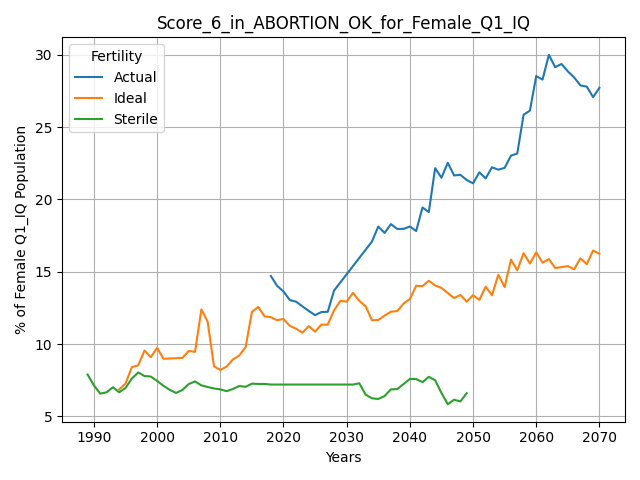 Score_6_in_ABORTION_OK_for_Female_Q1_IQ
Fertility
Actual
Ideal
Sterile
% of Female Q1_IQ Population
30
25
20
15
10
5
1990 2000 2010 2020 2030 2040 2050 2060 2070
Years